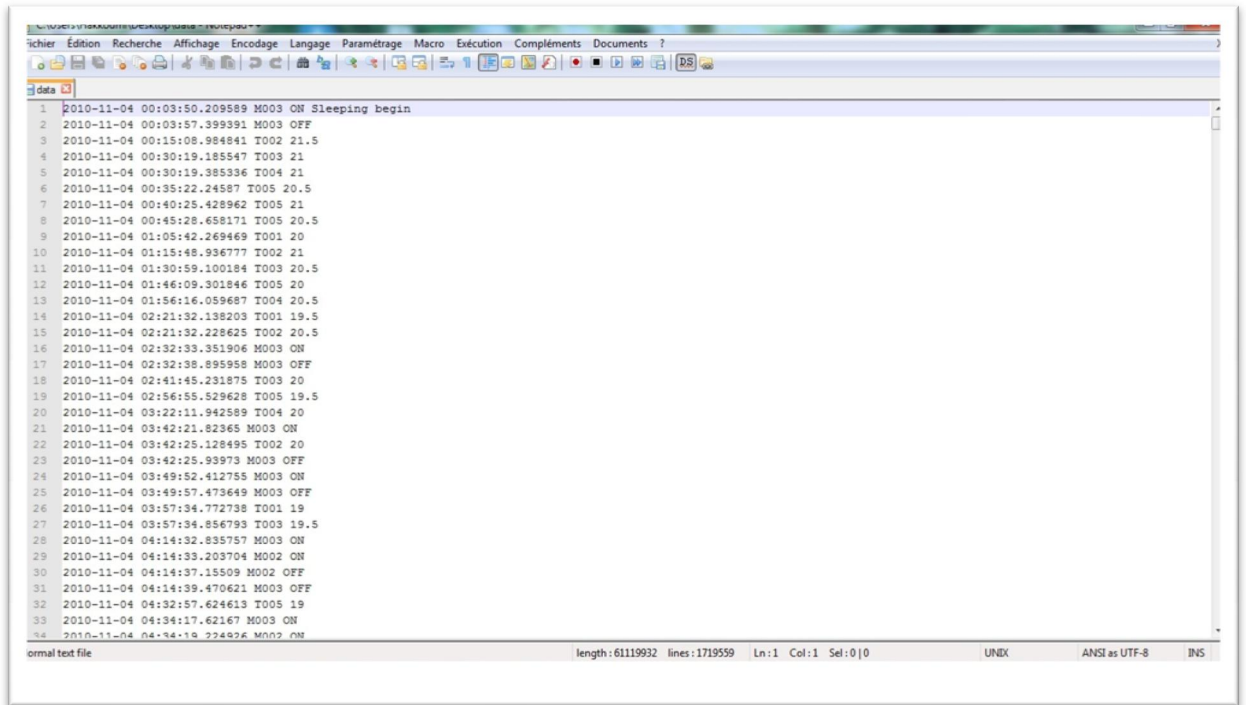 C:\Users\Hakkoumi\Desktop\data - Notepad++
ichier Édition Recherche Affichage Encodage Langage Paramétrage Macro Exécution Compléments Documents ?
data
1 2010-11-04 00:03:50.209589 M003 ON Sleeping begin
2 2010-11-04 00:03:57.399391 M003 OFF
3 2010-11-04 00:15:08.984841 T002 21.5
4 2010-11-04 00:30:19.185547 T003 21
5 2010-11-04 00:30:19.385336 T004 21
6 2010-11-04 00:35:22.24587 T005 20.5
7 2010-11-04 00:40:25.428962 T005 21
8 2010-11-04 00:45:28.658171 T005 20.5
9 2010-11-04 01:05:42.269469 T001 20
10 2010-11-04 01:15:48.936777 T002 21
11 2010-11-04 01:30:59.100184 T003 20.5
12 2010-11-04 01:46:09.301846 T005 20
13 2010-11-04 01:56:16.059687 T004 20.5
14 2010-11-04 02:21:32.138203 T001 19.5
15 2010-11-04 02:21:32.228625 T002 20.5
16 2010-11-04 02:32:33.351906 M003 ON
17 2010-11-04 02:32:38.895958 M003 OFF
18 2010-11-04 02:41:45.231875 T003 20
19 2010-11-04 02:56:55.529628 T005 19.5
20 2010-11-04 03:22:11.942589 T004 20
21 2010-11-04 03:42:21.82365 M003 ON
22 2010-11-04 03:42:25.128495 T002 20
23 2010-11-04 03:42:25.93973 M003 OFF
24 2010-11-04 03:49:52.412755 M003 ON
25 2010-11-04 03:49:57.473649 M003 OFF
26 2010-11-04 03:57:34.772738 T001 19
27 2010-11-04 03:57:34.856793 T003 19.5
28 2010-11-04 04:14:32.835757 M003 ON
29 2010-11-04 04:14:33.203704 M002 ON
30 2010-11-04 04:14:37.15509 M002 OFF
31 2010-11-04 04:14:39.470621 M003 OFF
32 2010-11-04 04:32:57.624613 T005 19
33 2010-11-04 04:34:17.62167 M003 ON
34 2010-11-04 04:34:19.224926 M002 ON
ormal text file length : 61119932 lines : 1719559 Ln : 1 Col : 1 Sel : 0 | 0 UNIX ANSI as UTF-8 INS